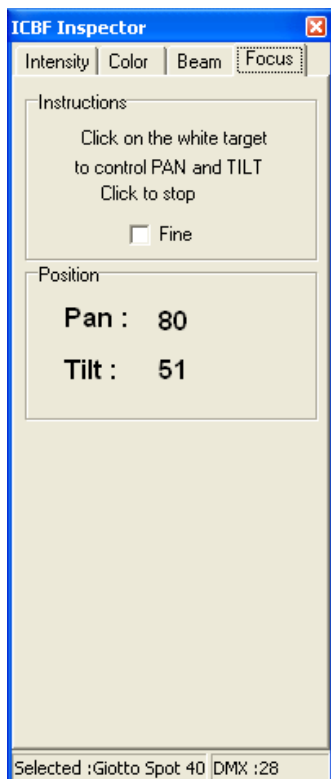 ICBF Inspector
Intensity Color Beam Focus
Instructions
Click on the white target
to control PAN and TILT
Click to stop
Fine
Position
Pan : 80
Tilt : 51
Selected :Giotto Spot 40 DMX :28